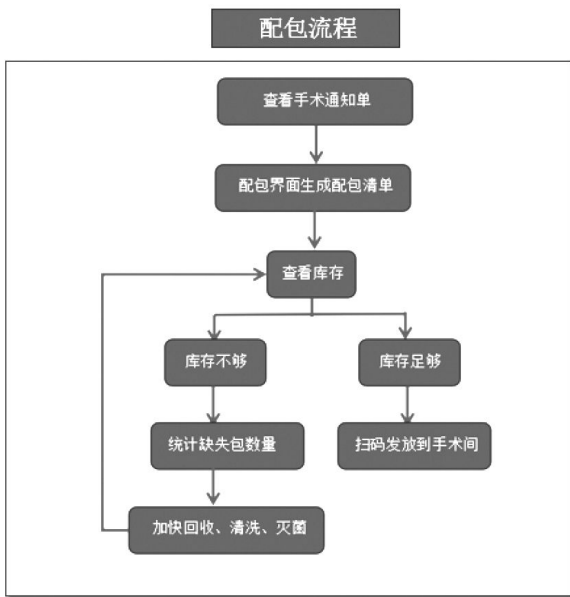 配包流程
查看手术通知单
配包界面生成配包清单
查看库存
库存不够
库存足够
统计缺失包数量
扫码发放到手术间
加快回收、清洗、灭菌